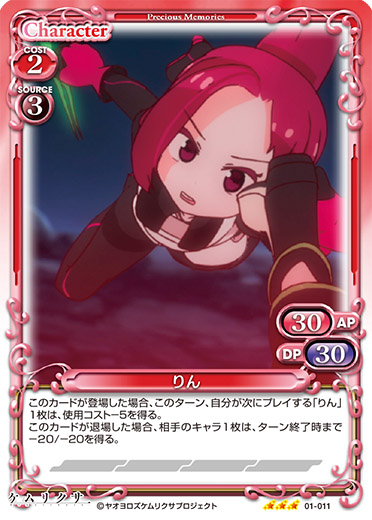 Precious Memories
Character
COST
2
SOURCE
3
30 AP
DP 30
りん
このカードが登場した場合、このターン、自分が次にプレイする「りん」
1枚は、使用コスト−5を得る。
このカードが退場した場合、相手のキャラ1枚は、ターン終了時まで
−20/−20を得る。
ケムリクサ
©ヤオヨロズケムリクサプロジェクト
01-011